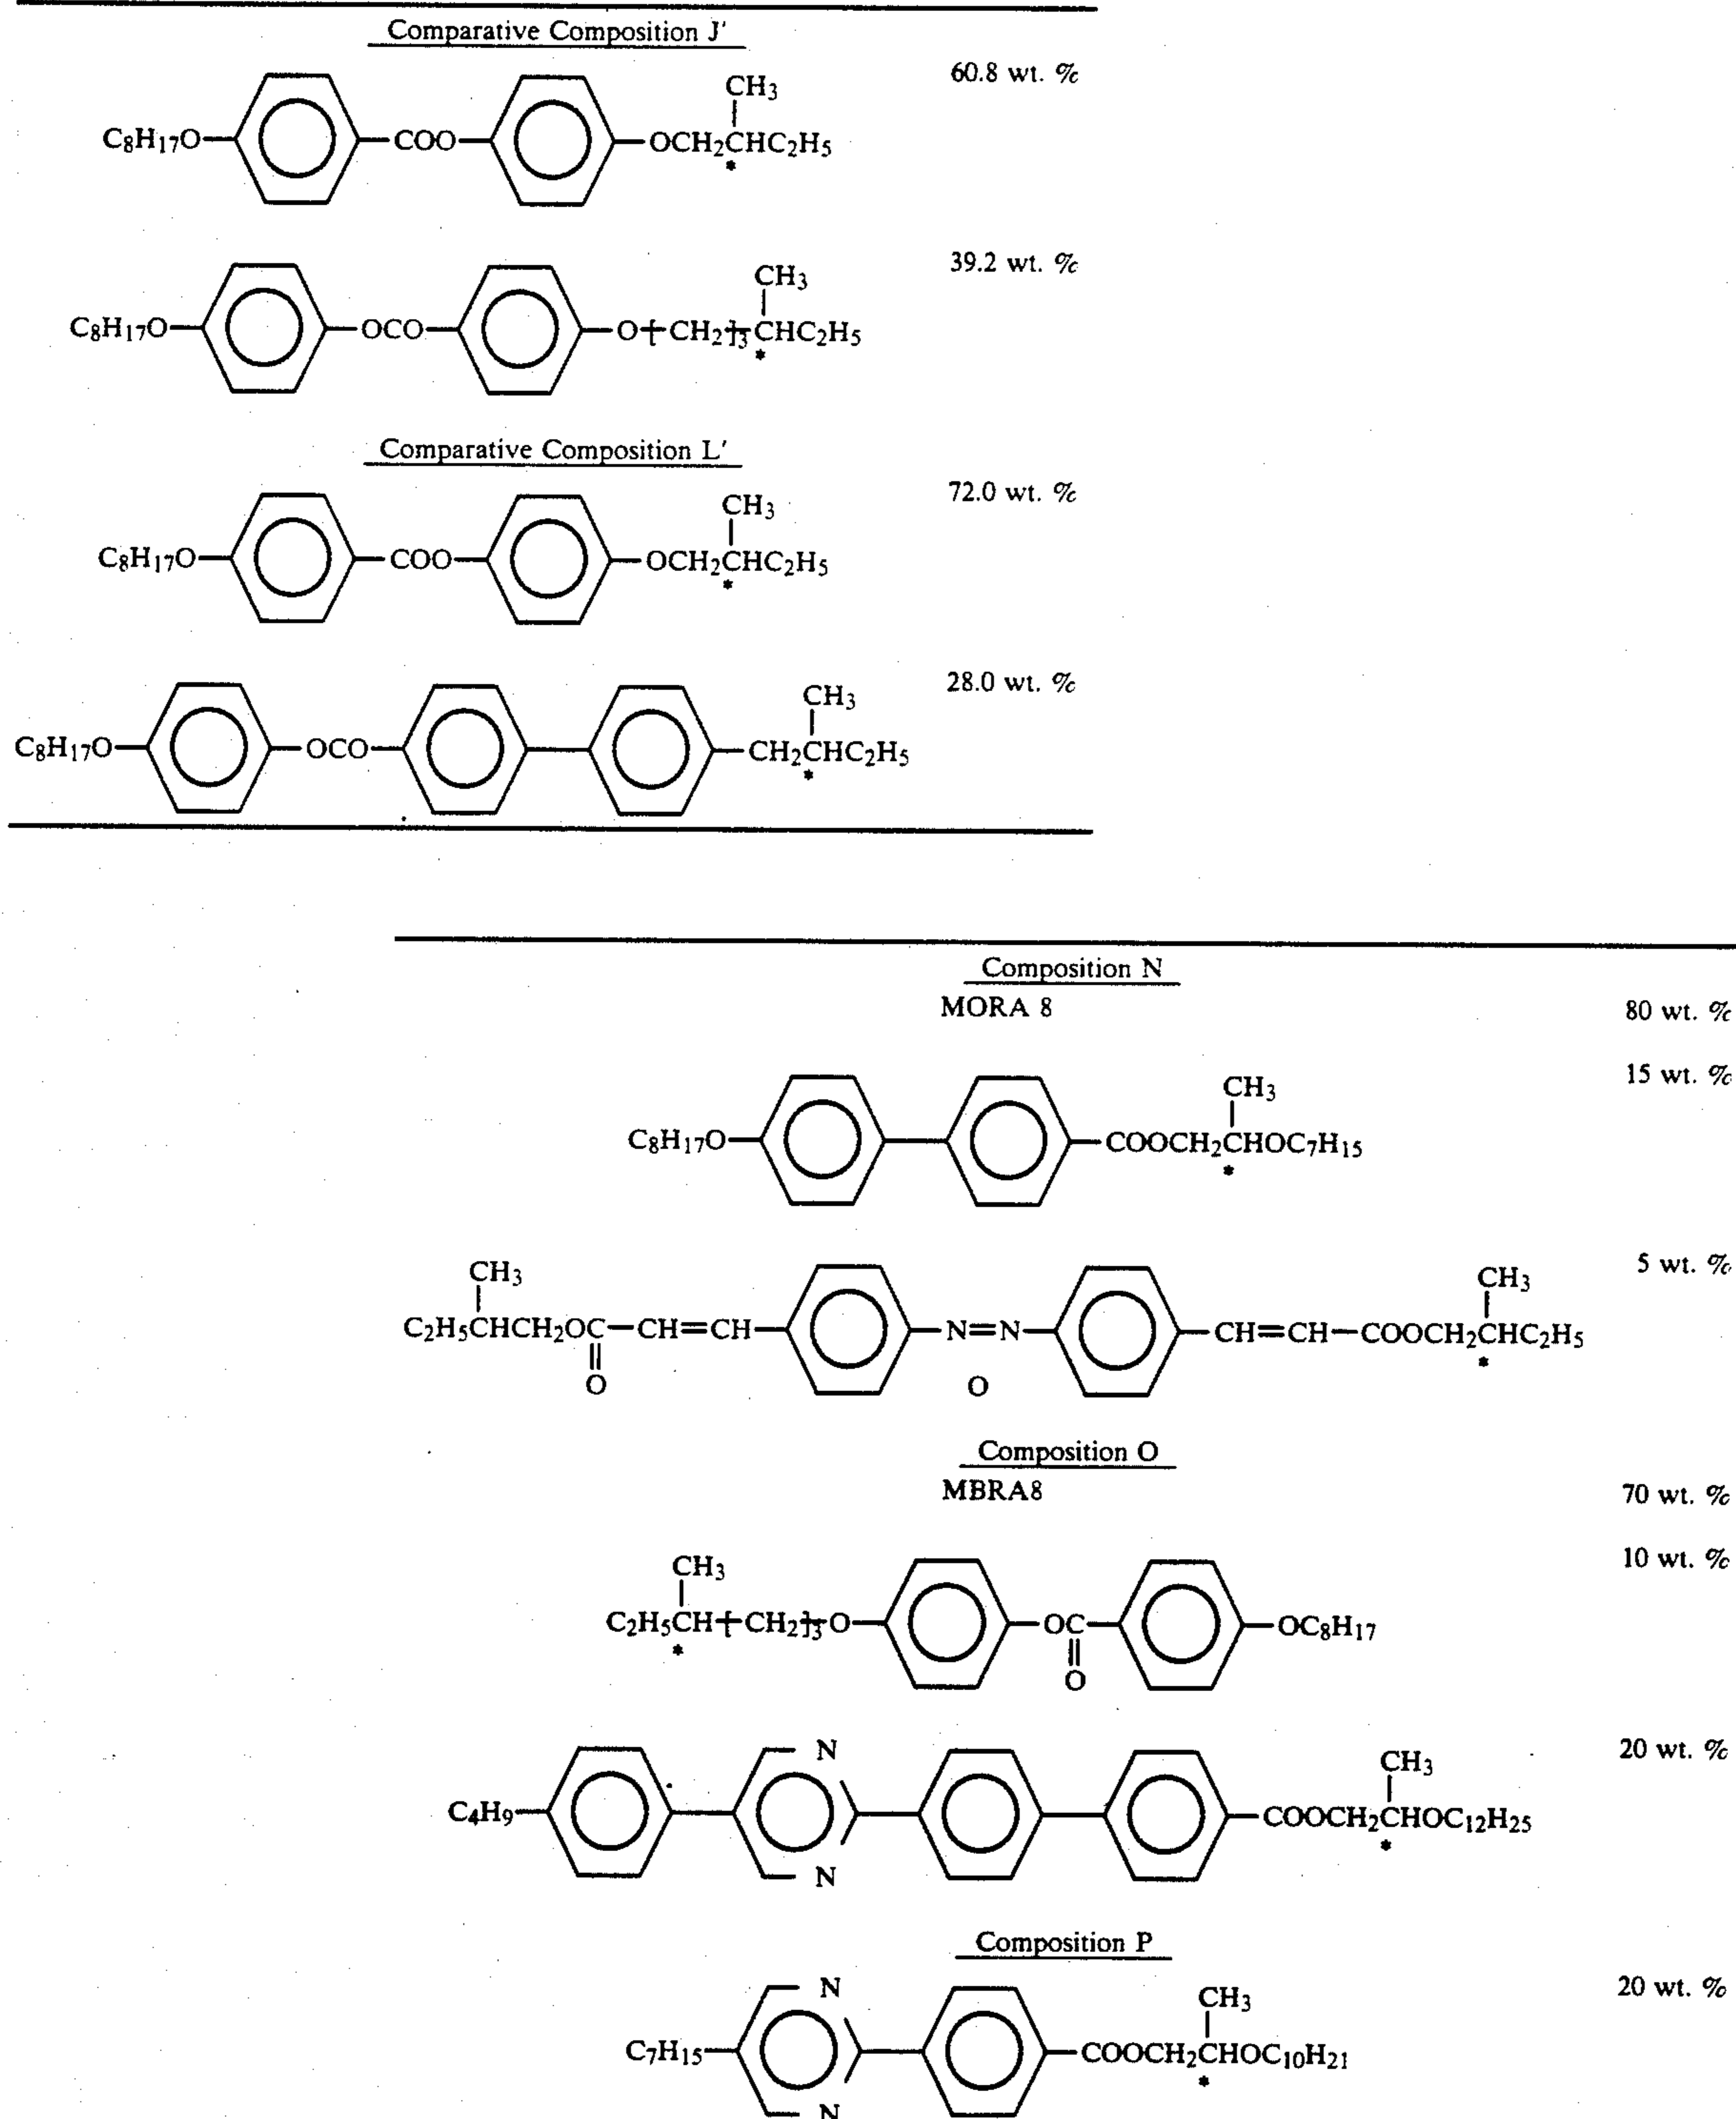 Comparative Composition J'
60.8 wt. %
CH3
C8H17O COO OCH2CHC2H5
*
39.2 wt. %
CH3
C8H17O OCO O[CH2]3CHC2H5
*
Comparative Composition L'
72.0 wt. %
CH3
C8H17O COO OCH2CHC2H5
*
28.0 wt. %
CH3
C8H17O OCO CH2CHC2H5
*
Composition N
MORA 8 80 wt. %
15 wt. %
CH3
C8H17O COOCH2CHOC7H15
*
5 wt. %
CH3 CH3
C2H5CHCH2OC—CH=CH N=N CH=CH—COOCH2CHC2H5
O O *
Composition O
MBRA8 70 wt. %
10 wt. %
CH3
C2H5CH[CH2]3O OC OC8H17
* O
20 wt. %
N CH3
C4H9 COOCH2CHOC12H25
N *
Composition P
20 wt. %
N CH3
C7H15 COOCH2CHOC10H21
N *